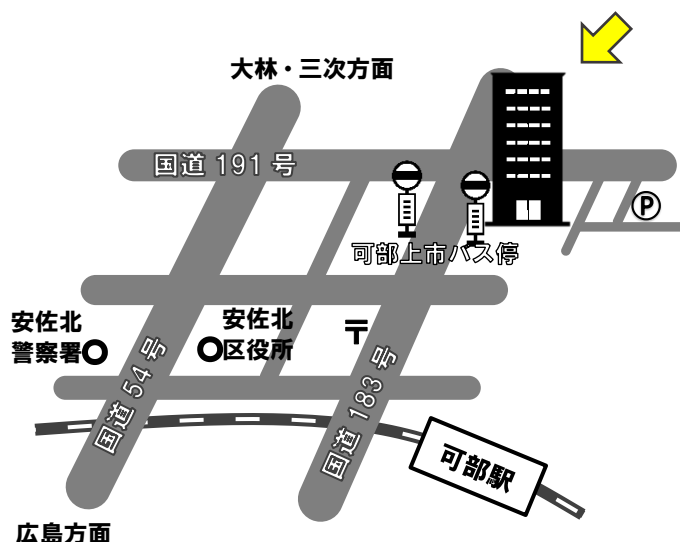 大林・三次方面
国道 191 号
Ⓟ
可部上市バス停
安佐北
警察署
安佐北
区役所
〒
国道 54 号
国道 183 号
可部駅
広島方面